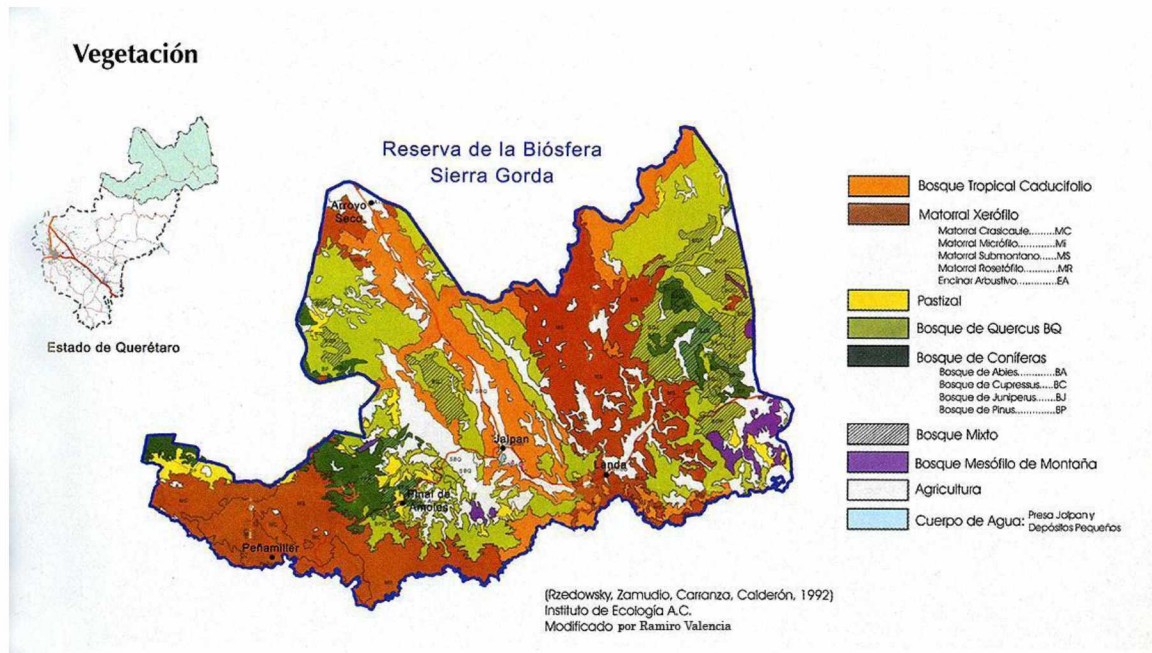 Vegetación
Reserva de la Biósfera
Sierra Gorda
Estado de Querétaro
Arroyo
Seco
Jalpan
Landa
Pinal de
Amoles
Peñamiller
Bosque Tropical Caducifolio
Matorral Xerófilo
Matorral Crasicaule.........MC
Matorral Micrófilo.............Mi
Matorral Submontano......MS
Matorral Rosetófilo............MR
Encinar Arbustivo..............EA
Pastizal
Bosque de Quercus BQ
Bosque de Coníferas
Bosque de Abies............BA
Bosque de Cupressus....BC
Bosque de Juniperus.......BJ
Bosque de Pinus.............BP
Bosque Mixto
Bosque Mesófilo de Montaña
Agricultura
Cuerpo de Agua: Presa Jalpan y
Depósitos Pequeños
(Rzedowsky, Zamudio, Carranza, Calderón, 1992)
Instituto de Ecología A.C.
Modificado por Ramiro Valencia